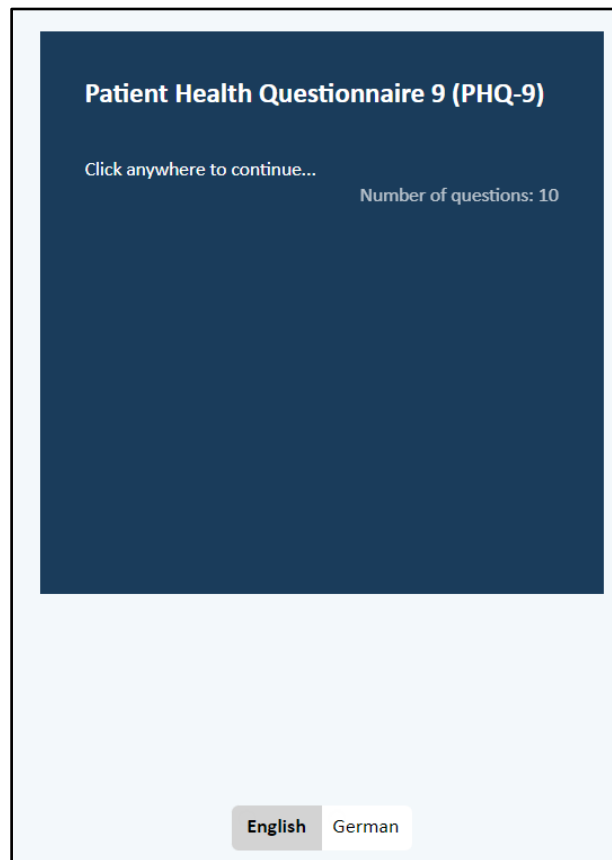 Patient Health Questionnaire 9 (PHQ-9)
Click anywhere to continue...
Number of questions: 10
English German